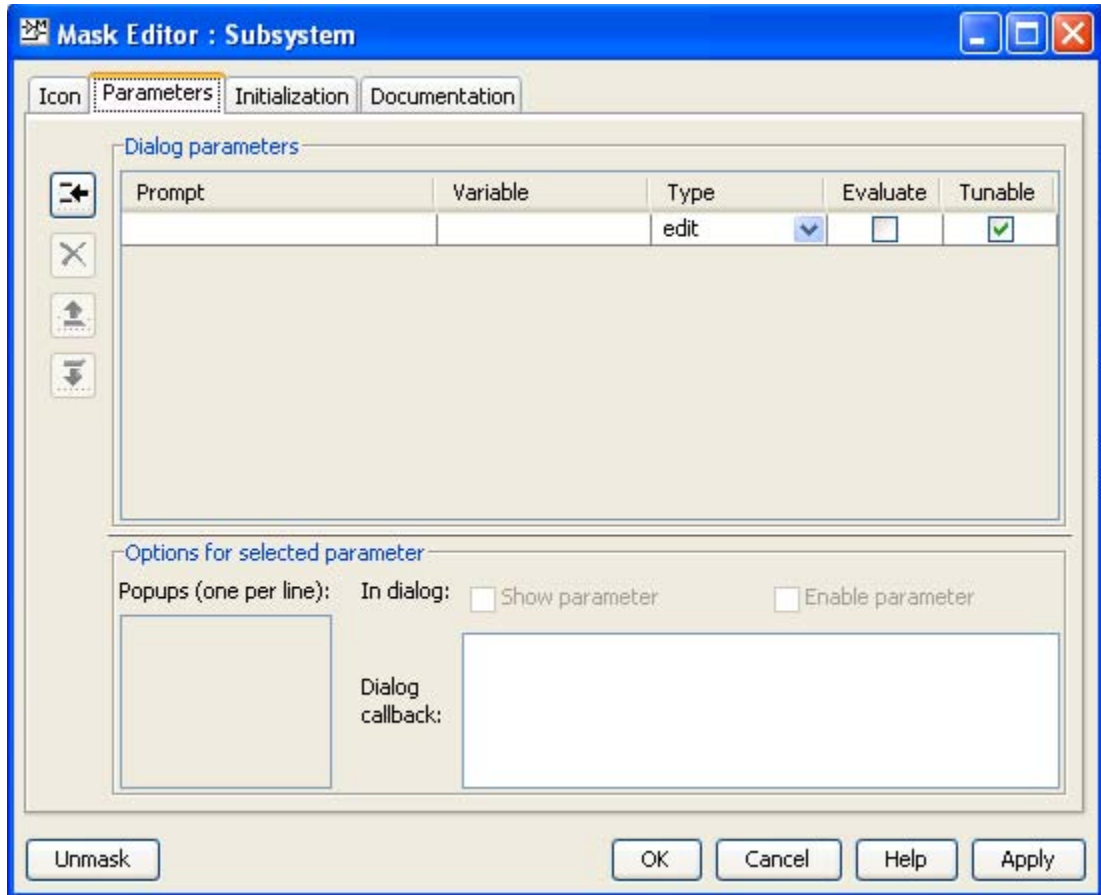 Mask Editor : Subsystem
Icon Parameters Initialization Documentation
Dialog parameters
Prompt Variable Type Evaluate Tunable
edit
Options for selected parameter
Popups (one per line): In dialog: Show parameter Enable parameter
Dialog
callback:
Unmask OK Cancel Help Apply